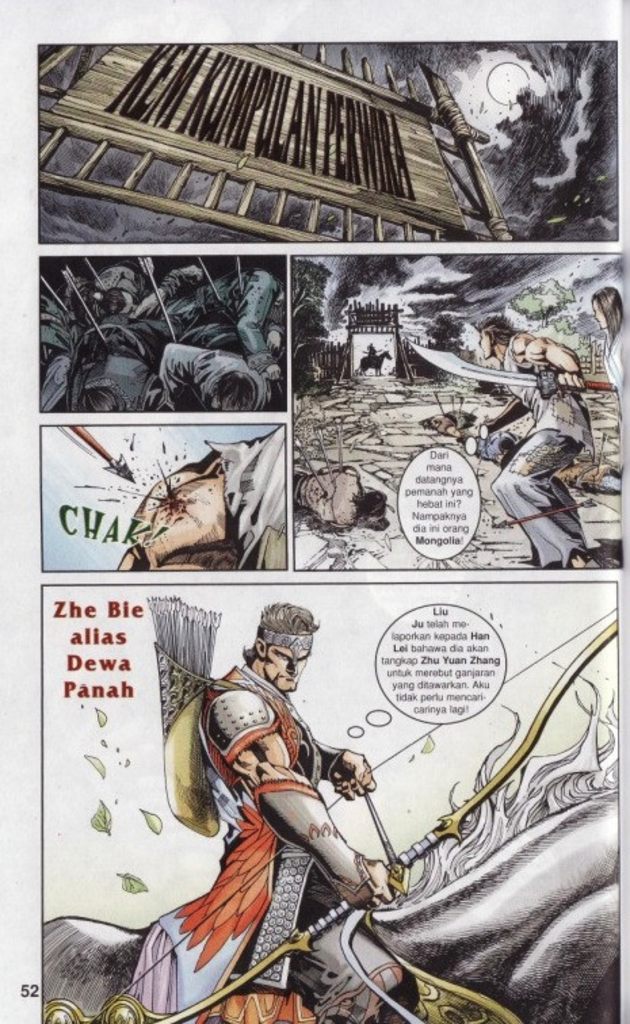 KEM KUMPULAN PERWIRA
CHAK!
Dari
mana
datangnya
pemanah yang
hebat ini?
Nampaknya
dia ini orang
Mongolia!
Zhe Bie
alias
Dewa
Panah
Liu
Ju telah me-
laporkan kepada Han
Lei bahawa dia akan
tangkap Zhu Yuan Zhang
untuk merebut ganjaran
yang ditawarkan. Aku
tidak perlu mencari-
carinya lagi!
52